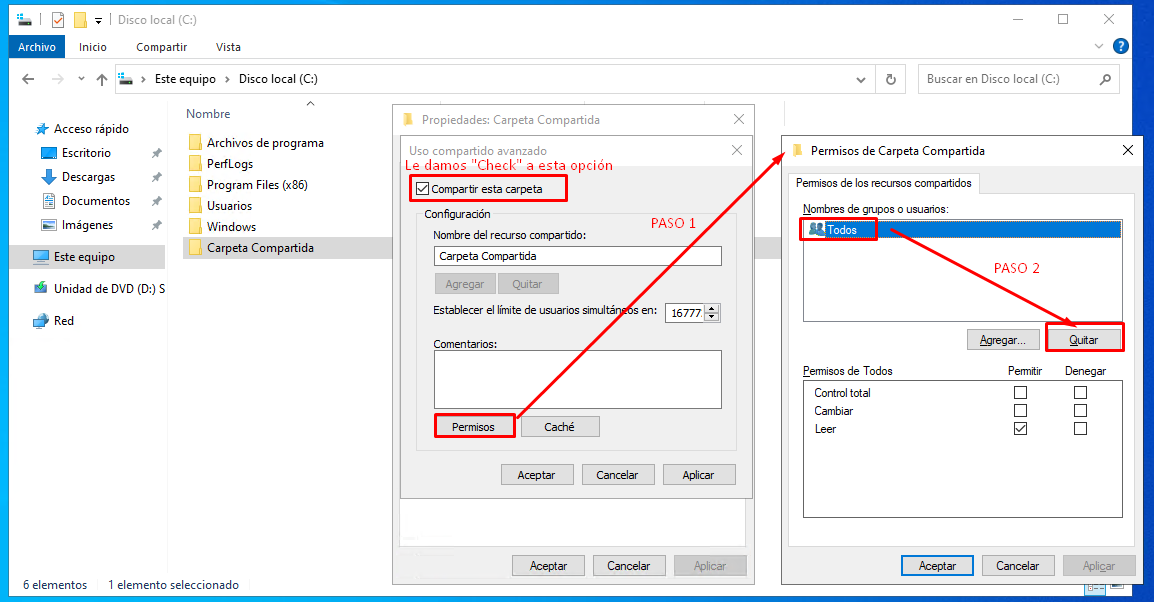 Disco local (C:)
Archivo Inicio Compartir Vista
Este equipo Disco local (C:)
Buscar en Disco local (C:)
Acceso rápido
Escritorio
Descargas
Documentos
Imágenes
Este equipo
Unidad de DVD (D:) S
Red
Nombre
Archivos de programa
PerfLogs
Program Files (x86)
Usuarios
Windows
Carpeta Compartida
6 elementos 1 elemento seleccionado
Propiedades: Carpeta Compartida
Uso compartido avanzado
Le damos "Check" a esta opción
Compartir esta carpeta
Configuración
Nombre del recurso compartido:
Carpeta Compartida
Agregar Quitar
Establecer el límite de usuarios simultáneos en: 16777
Comentarios:
Permisos Caché
Aceptar Cancelar Aplicar
Aceptar Cancelar Aplicar
PASO 1
Permisos de Carpeta Compartida
Permisos de los recursos compartidos
Nombres de grupos o usuarios:
Todos
PASO 2
Agregar... Quitar
Permisos de Todos Permitir Denegar
Control total
Cambiar
Leer
Aceptar Cancelar Aplicar